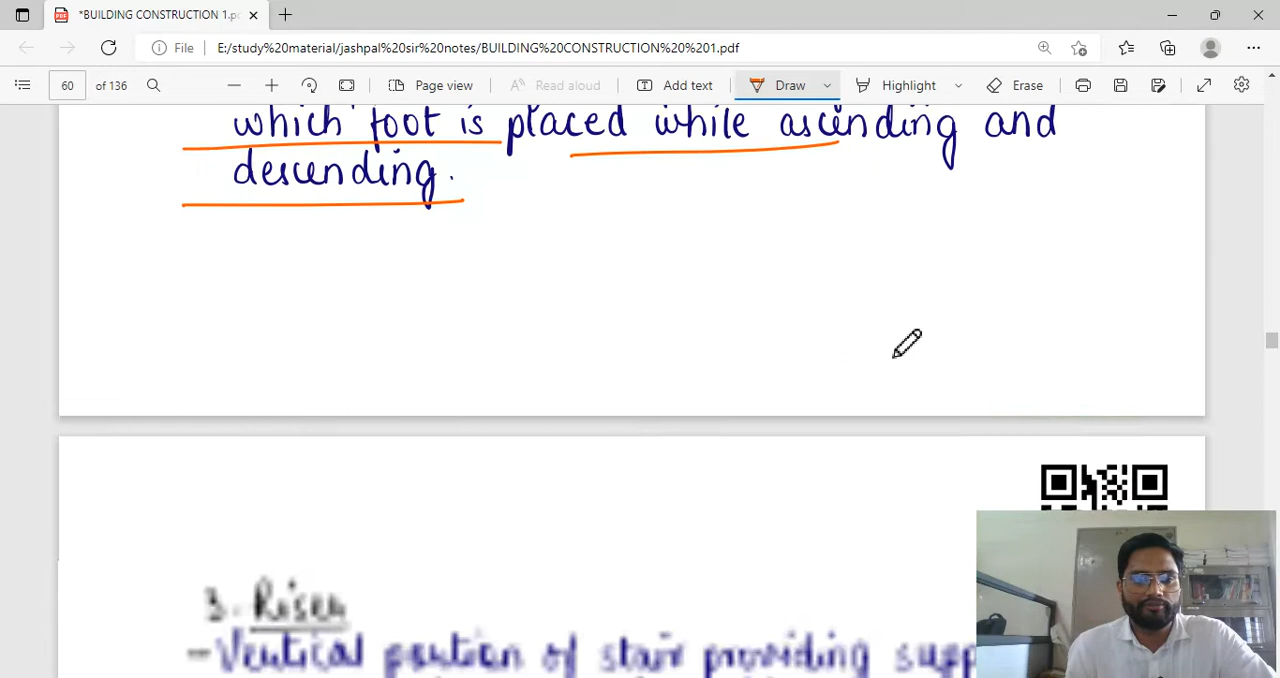 *BUILDING CONSTRUCTION 1.p
File E:/study%20material/jashpal%20sir%20notes/BUILDING%20CONSTRUCTION%20%201.pdf
60 of 136 Page view Read aloud Add text Draw Highlight Erase
which foot is placed while ascending and
descending.
3. Riser
- Vertical portion of stair providing supp